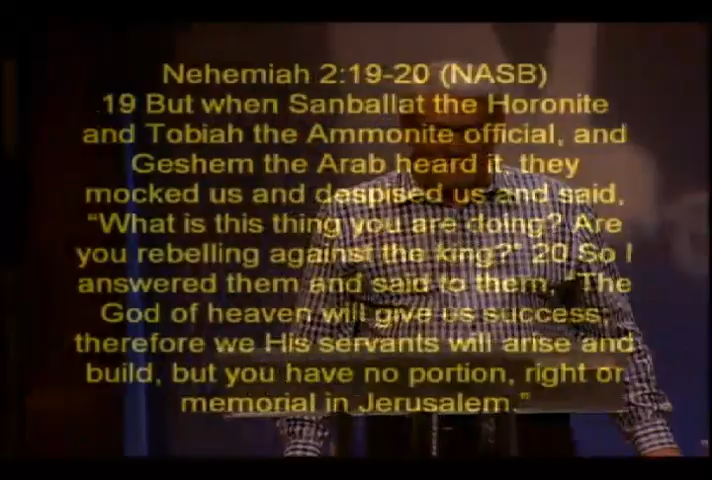 Nehemiah 2:19-20 (NASB)
19 But when Sanballat the Horonite
and Tobiah the Ammonite official, and
Geshem the Arab heard it, they
mocked us and despised us and said,
"What is this thing you are doing? Are
you rebelling against the king?" 20 So I
answered them and said to them, "The
God of heaven will give us success;
therefore we His servants will arise and
build, but you have no portion, right or
memorial in Jerusalem."